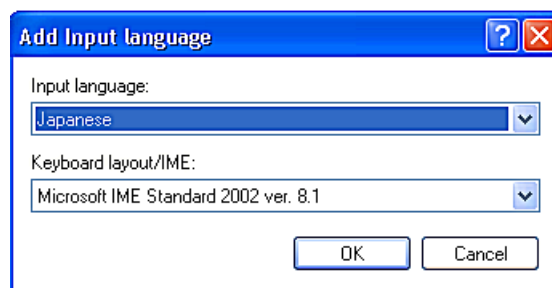 Add Input language
Input language:
Japanese
Keyboard layout/IME:
Microsoft IME Standard 2002 ver. 8.1
OK Cancel